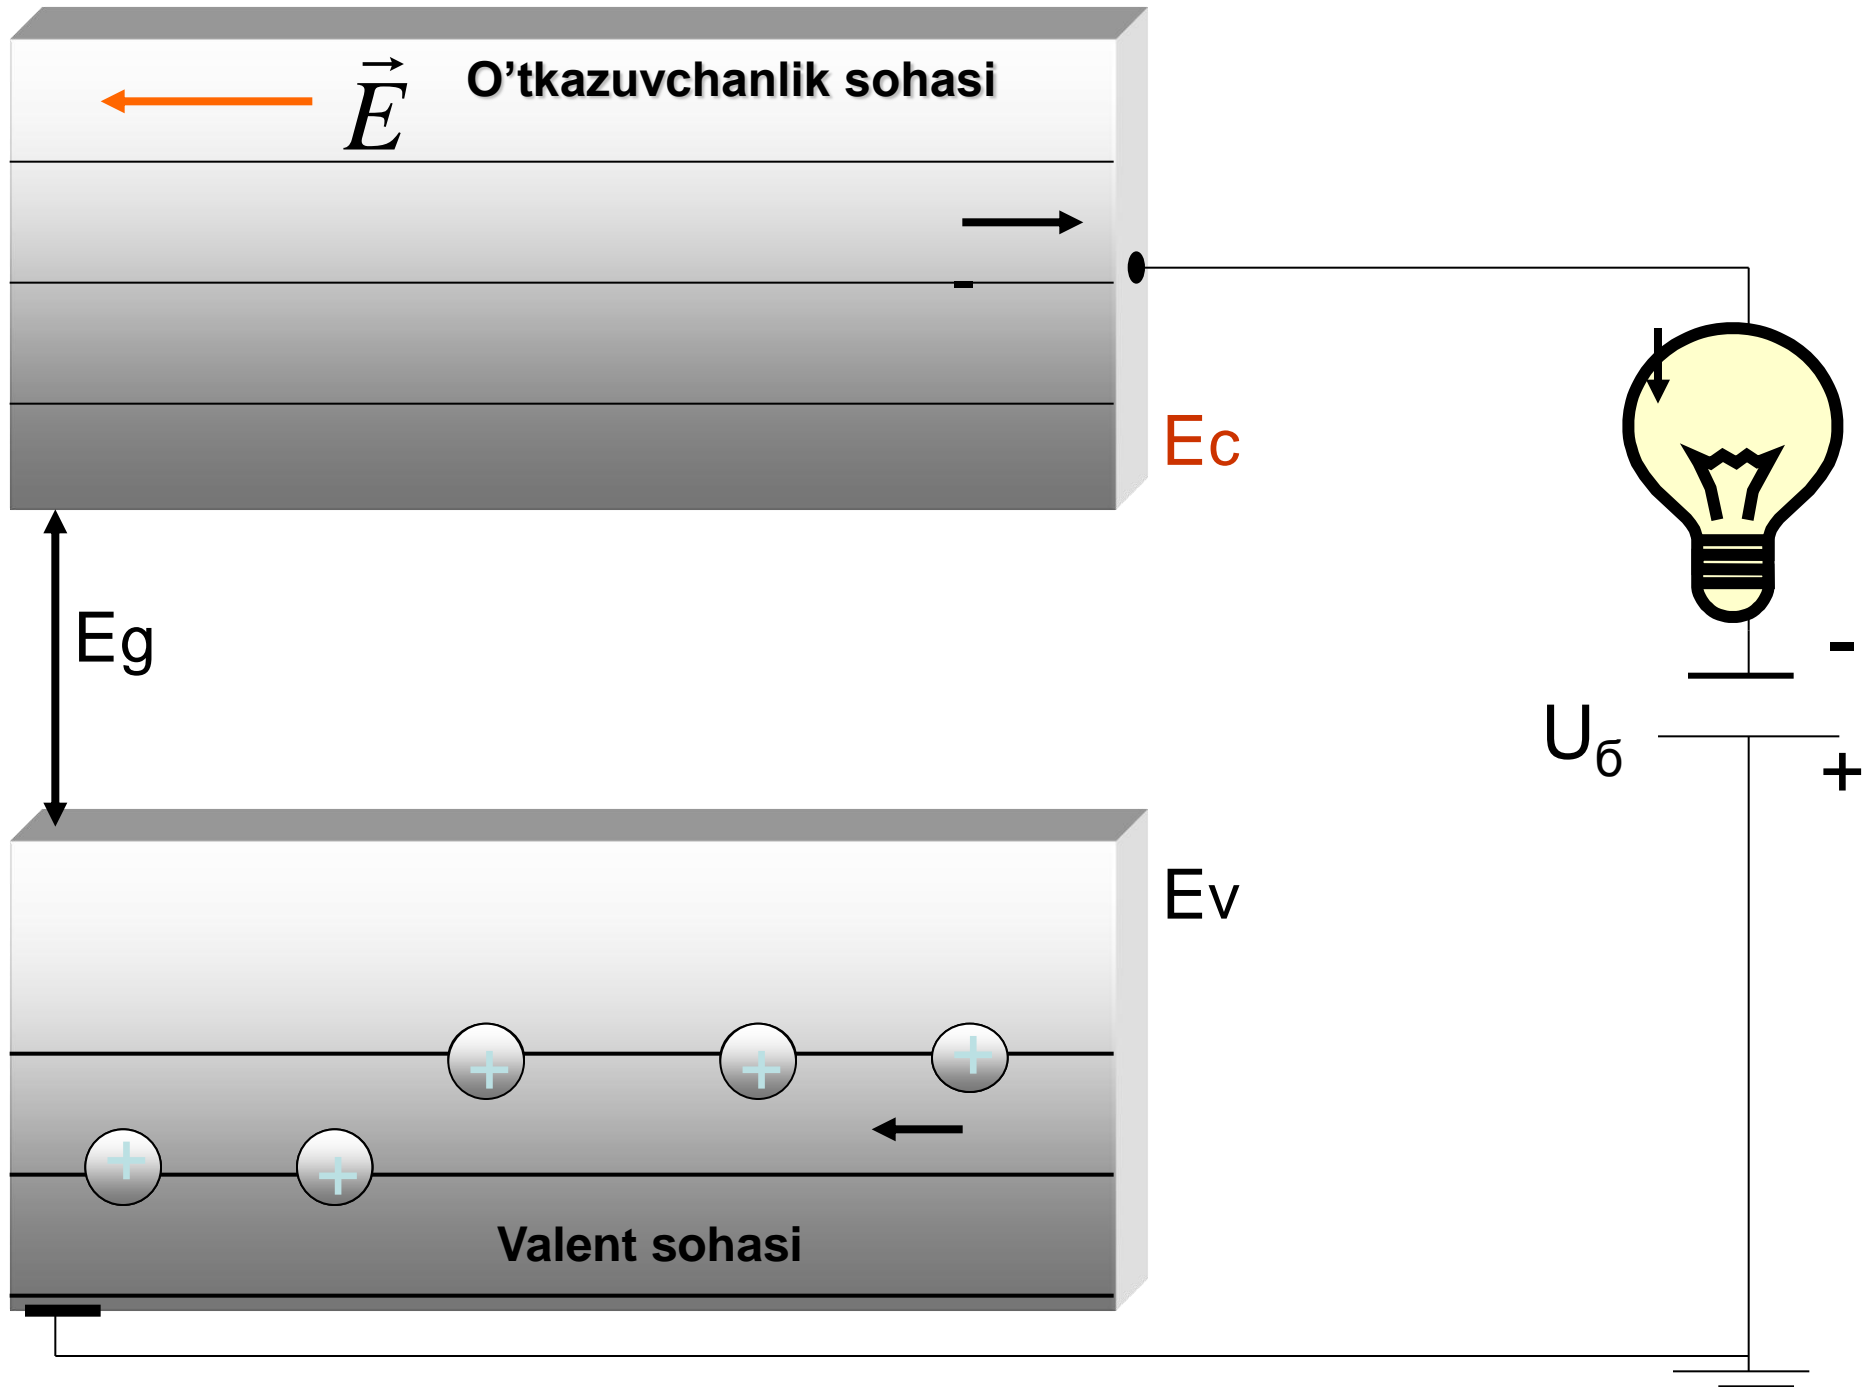 E⃗
O’tkazuvchanlik sohasi
-
Ec
Eg
-
Uб
+
Ev
+ + +
+ +
Valent sohasi